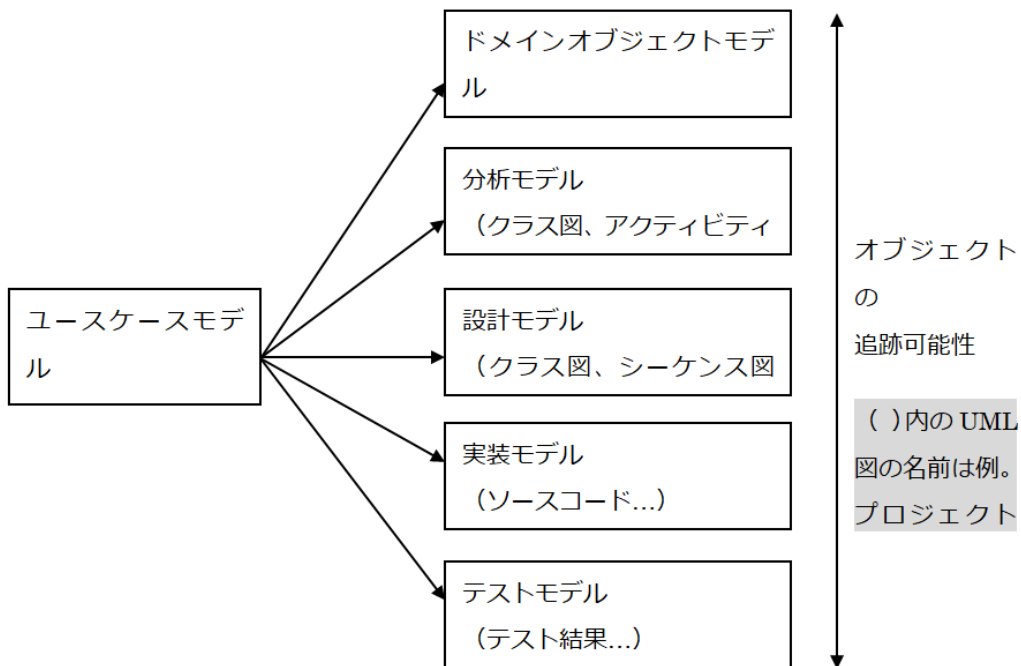 ドメインオブジェクトモデ
ル
分析モデル
（クラス図、アクティビティ
ユースケースモデ
ル
設計モデル
（クラス図、シーケンス図
実装モデル
（ソースコード…）
テストモデル
（テスト結果…）
オブジェクト
の
追跡可能性
（ ）内の UML
図の名前は例。
プロジェクト